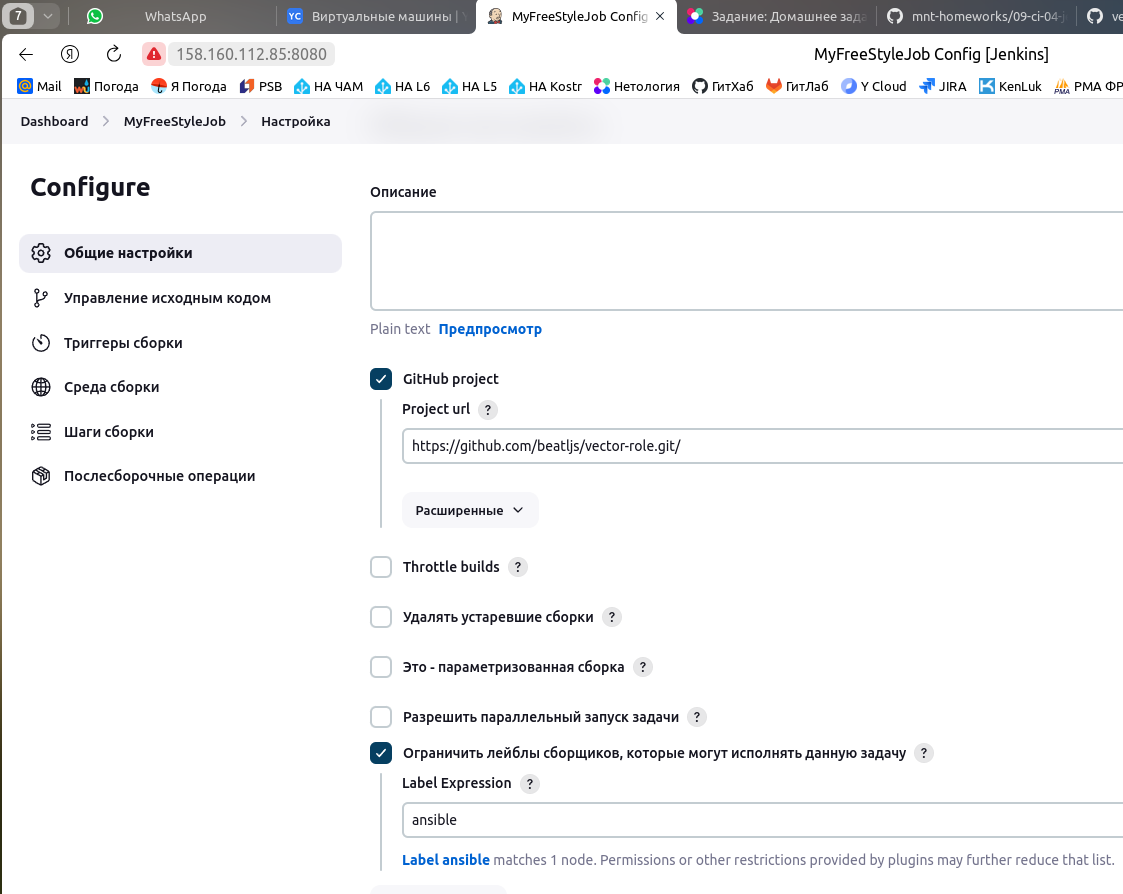 7 WhatsApp YC Виртуальные машины | MyFreeStyleJob Config Задание: Домашнее зада mnt-homeworks/09-ci-04-j ve
Я 158.160.112.85:8080 MyFreeStyleJob Config [Jenkins]
Mail Погода Я Погода PSB НА ЧАМ НА L6 НА L5 НА Kostr Нетология ГитХаб ГитЛаб Y Cloud JIRA KenLuk PMA РМА ФР
Dashboard MyFreeStyleJob Настройка
Configure
Общие настройки
Управление исходным кодом
Триггеры сборки
Среда сборки
Шаги сборки
Послесборочные операции
Описание
Plain text Предпросмотр
GitHub project
Project url ?
https://github.com/beatljs/vector-role.git/
Расширенные
Throttle builds ?
Удалять устаревшие сборки ?
Это - параметризованная сборка ?
Разрешить параллельный запуск задачи ?
Ограничить лейблы сборщиков, которые могут исполнять данную задачу ?
Label Expression ?
ansible
Label ansible matches 1 node. Permissions or other restrictions provided by plugins may further reduce that list.